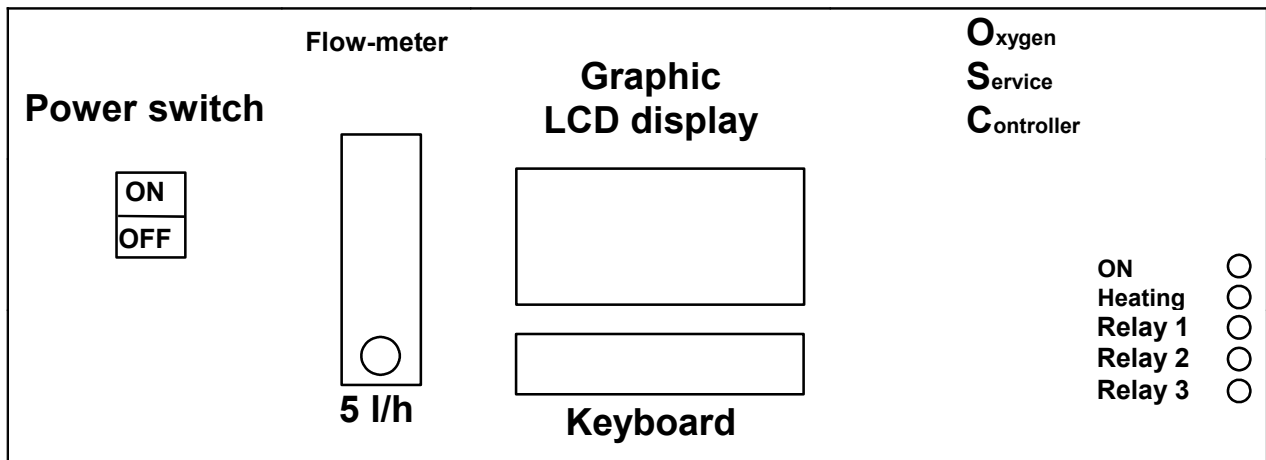 Power switch
ON
OFF
Flow-meter
5 l/h
Graphic
LCD display
Keyboard
Oxygen
Service
Controller
ON
Heating
Relay 1
Relay 2
Relay 3